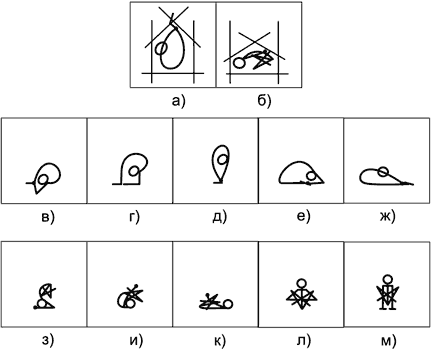 а) б)
в) г) д) е) ж)
з) и) к) л) м)